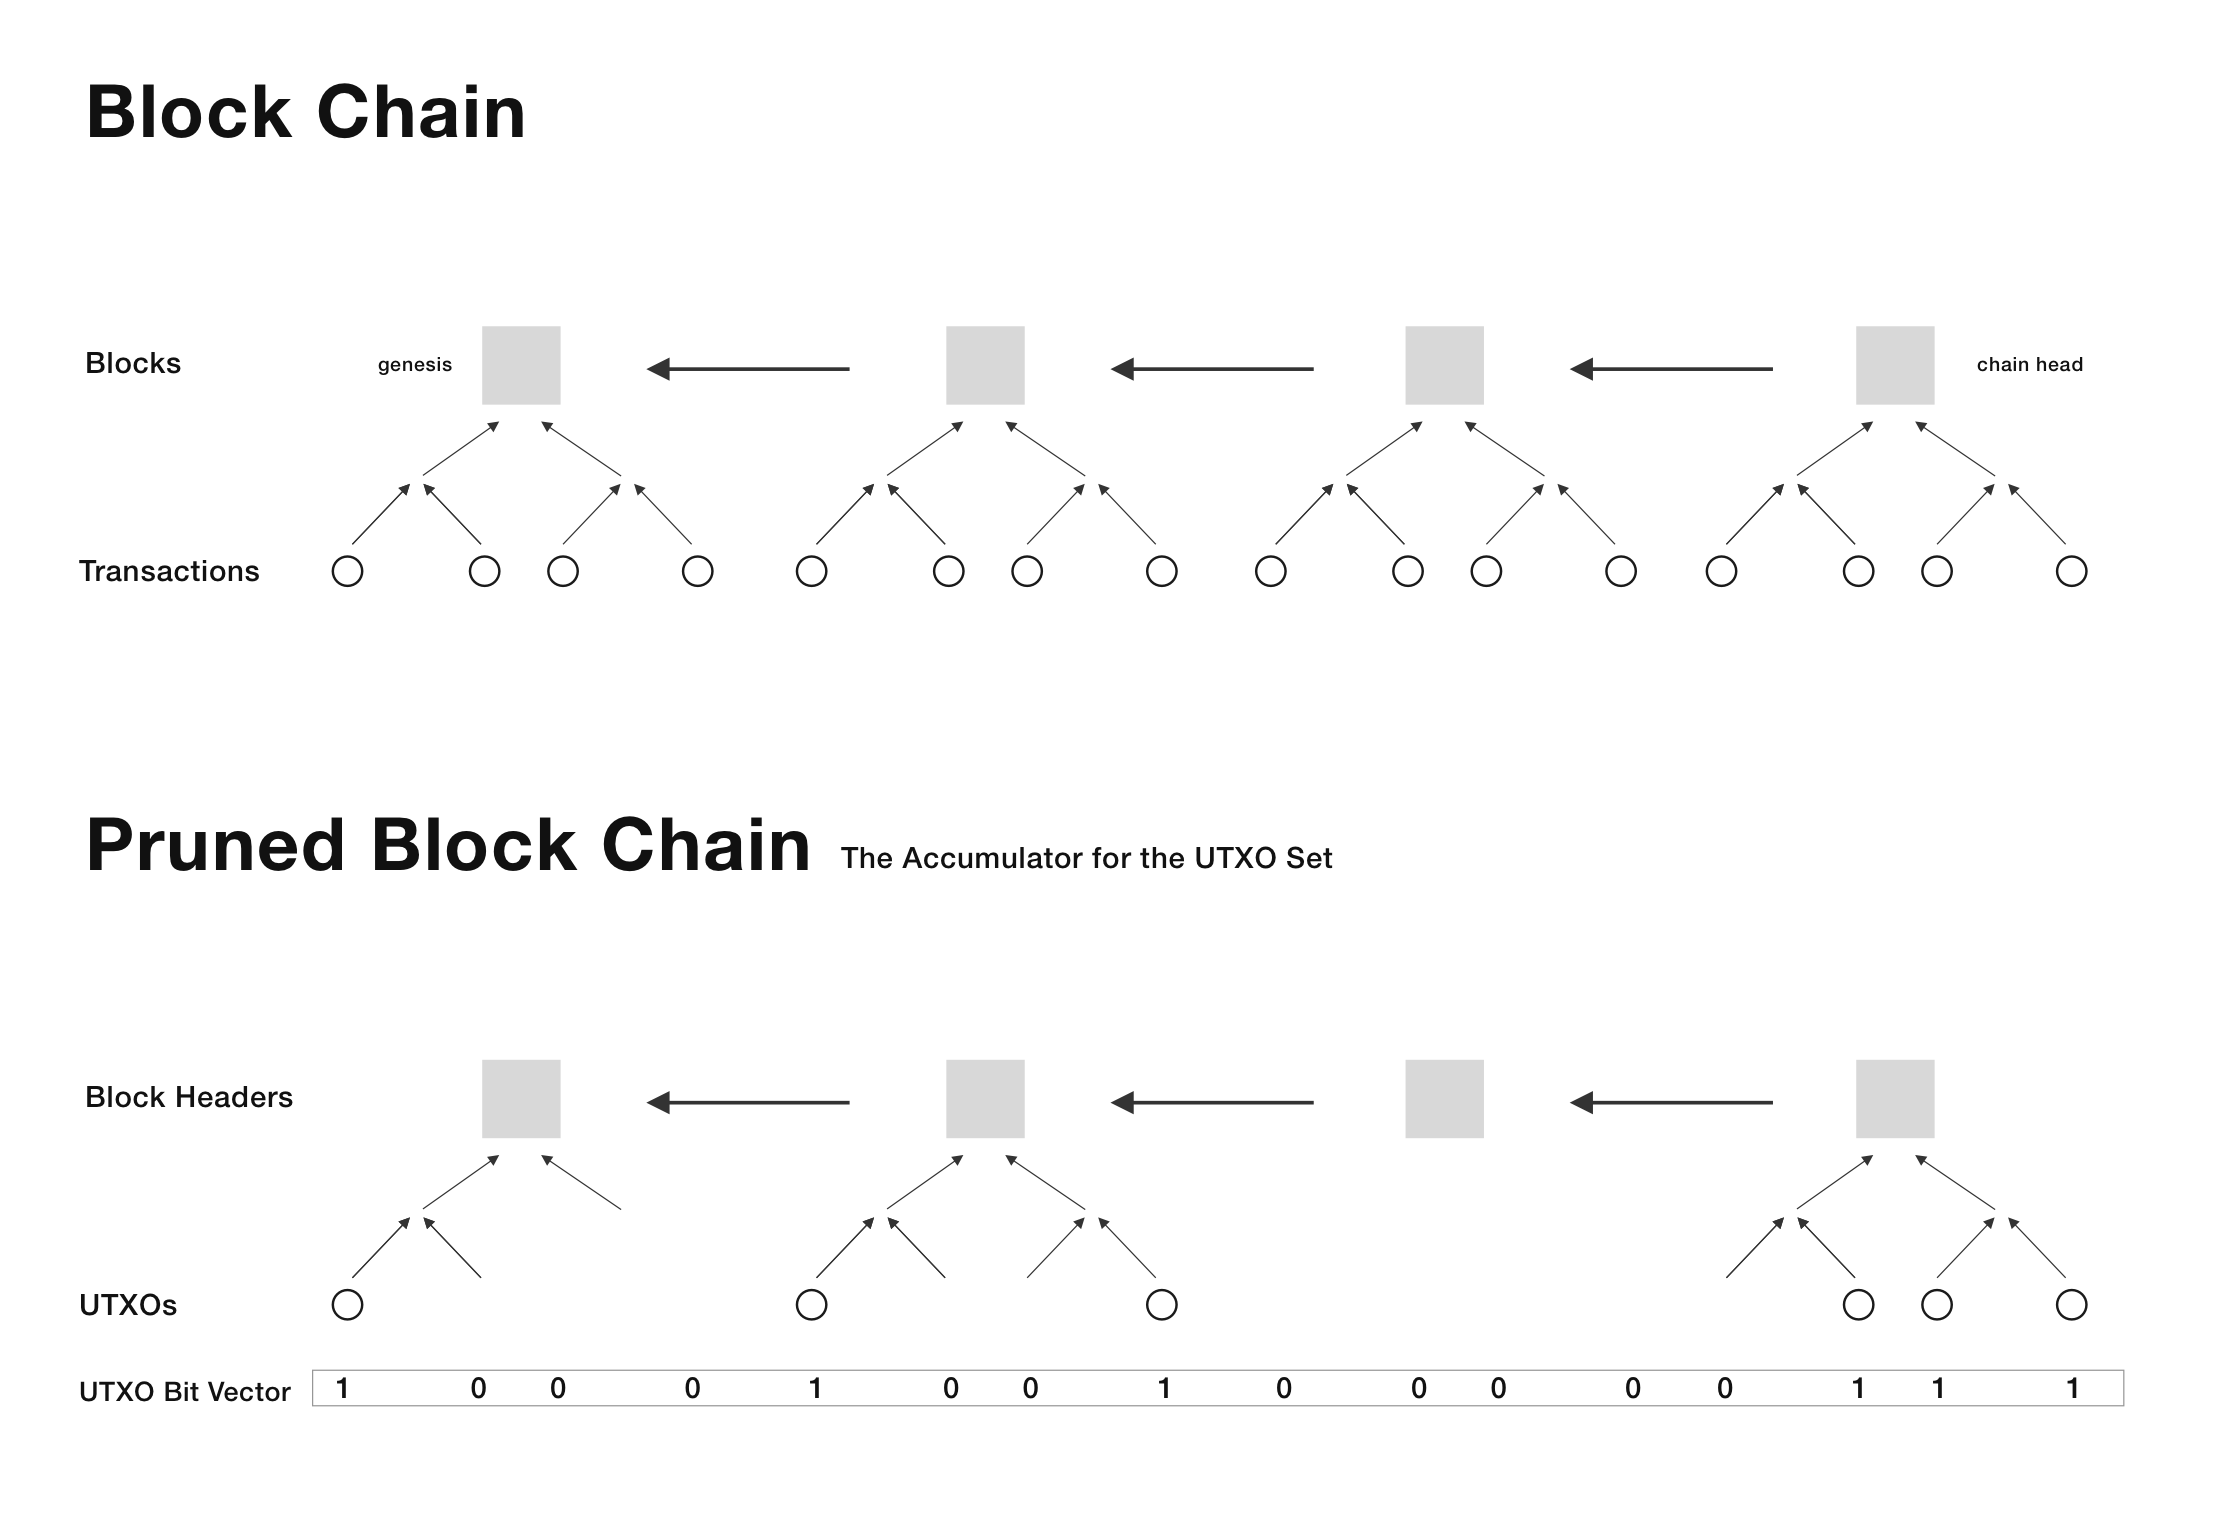 Block Chain
Blocks genesis chain head
Transactions
Pruned Block Chain The Accumulator for the UTXO Set
Block Headers
UTXOs
UTXO Bit Vector 1 0 0 0 1 0 0 1 0 0 0 0 0 1 1 1